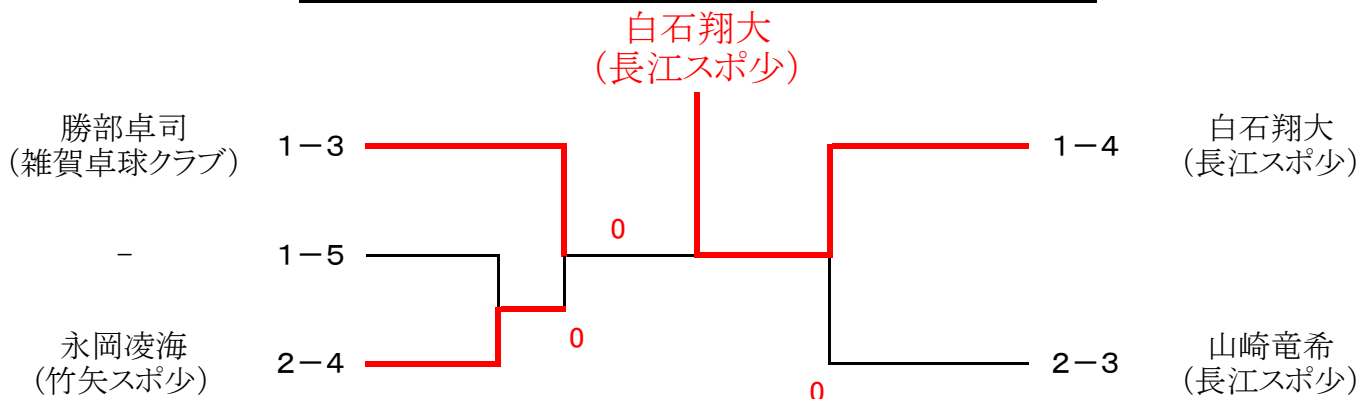 白石翔大
(長江スポ少)
勝部卓司
(雑賀卓球クラブ)
1-3
1-4
白石翔大
(長江スポ少)
0
-
1-5
永岡凌海
(竹矢スポ少)
2-4
0
2-3
山崎竜希
(長江スポ少)
0